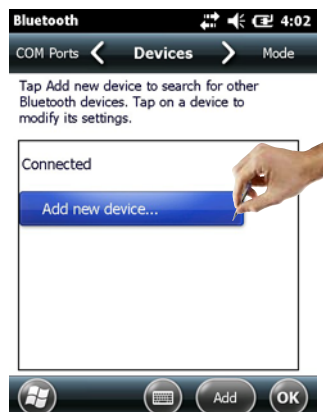 Bluetooth 4:02
COM Ports Devices Mode
Tap Add new device to search for other
Bluetooth devices. Tap on a device to
modify its settings.
Connected
Add new device...
Add OK